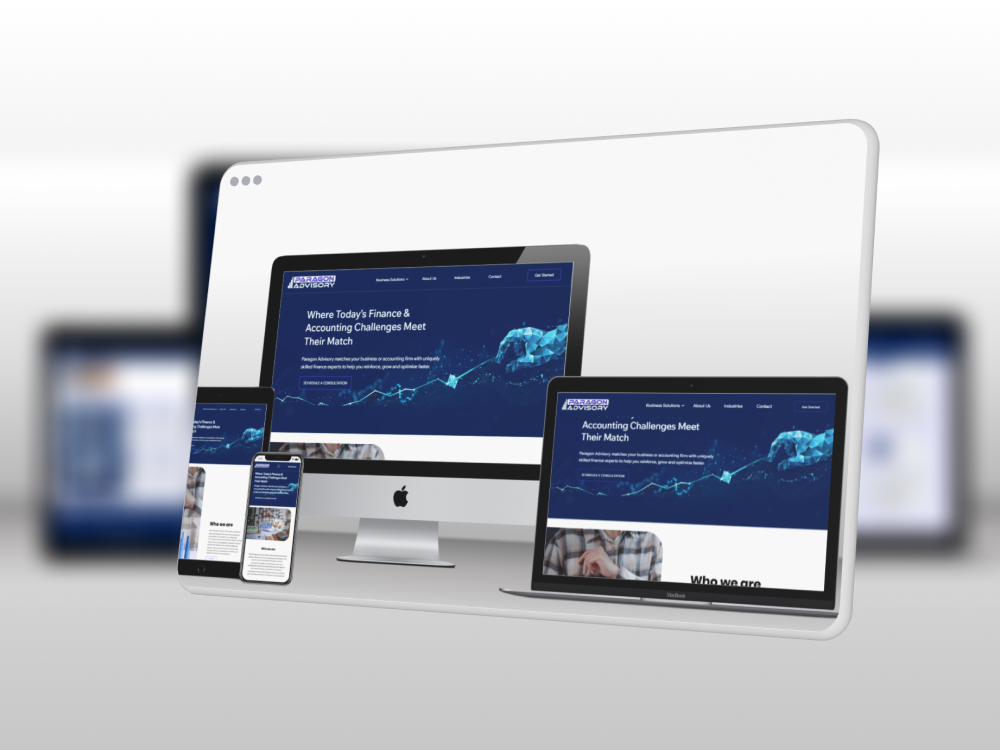 PARAGON
ADVISORY
Business Solutions
About Us
Industries
Contact
Get Started
Where Today's Finance &
Accounting Challenges Meet
Their Match
Paragon Advisory matches your business or accounting firm with uniquely
skilled finance experts to help you reinforce, grow and optimise faster.
SCHEDULE A CONSULTATION
PARAGON
ADVISORY
Business Solutions
About Us
Industries
Contact
Get Started
Accounting Challenges Meet
Their Match
Paragon Advisory matches your business or accounting firm with uniquely
skilled finance experts to help you reinforce, grow and optimise faster.
SCHEDULE A CONSULTATION
Who we are
MacBook
Today's Finance &
Challenges Meet
Who we are
Where Today's Finance &
Accounting Challenges Meet
Their Match
Who we are